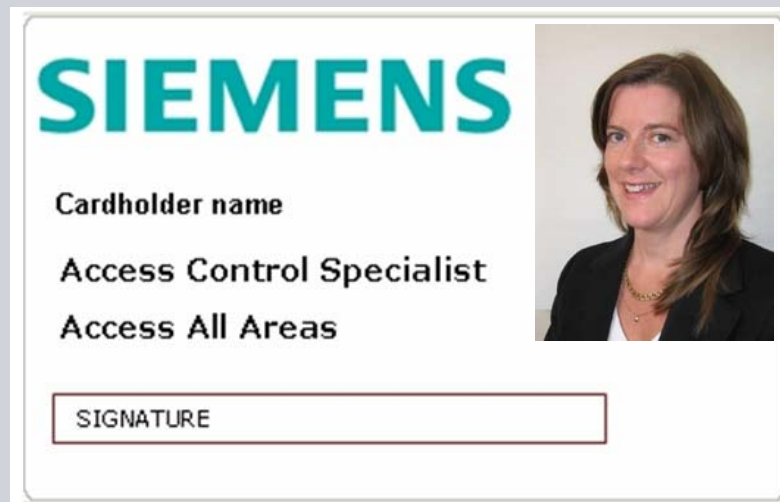 SIEMENS
Cardholder name
Access Control Specialist
Access All Areas
SIGNATURE